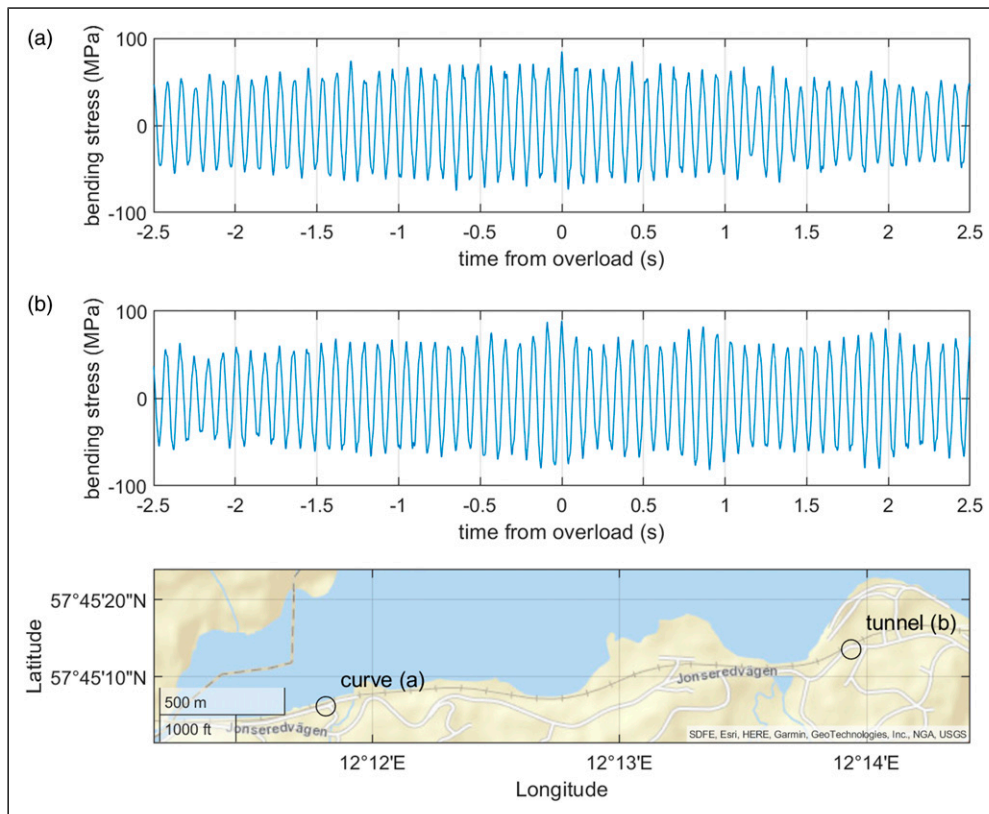 (a)
bending stress (MPa)
100
0
-100
-2.5 -2 -1.5 -1 -0.5 0 0.5 1 1.5 2 2.5
time from overload (s)
(b)
bending stress (MPa)
100
0
-100
-2.5 -2 -1.5 -1 -0.5 0 0.5 1 1.5 2 2.5
time from overload (s)
Latitude
57°45'20"N
57°45'10"N
tunnel (b)
curve (a)
Jonseredvägen
500 m
1000 ft
Jonseredvägen
SDFE, Esri, HERE, Garmin, GeoTechnologies, Inc., NGA, USGS
12°12'E 12°13'E 12°14'E
Longitude